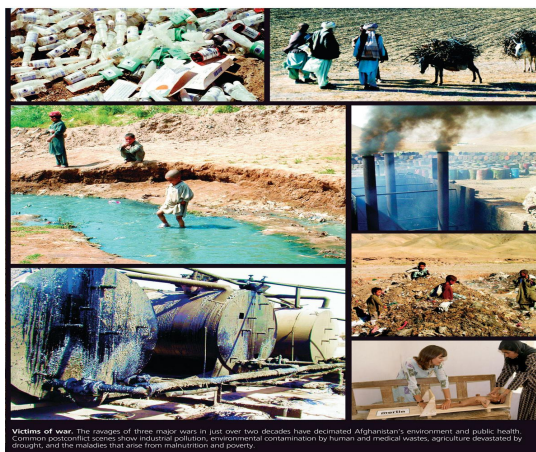 merlin
Victims of war. The ravages of three major wars in just over two decades have decimated Afghanistan's environment and public health.
Common postconflict scenes show industrial pollution, environmental contamination by human and medical wastes, agriculture devastated by
drought, and the maladies that arise from malnutrition and poverty.